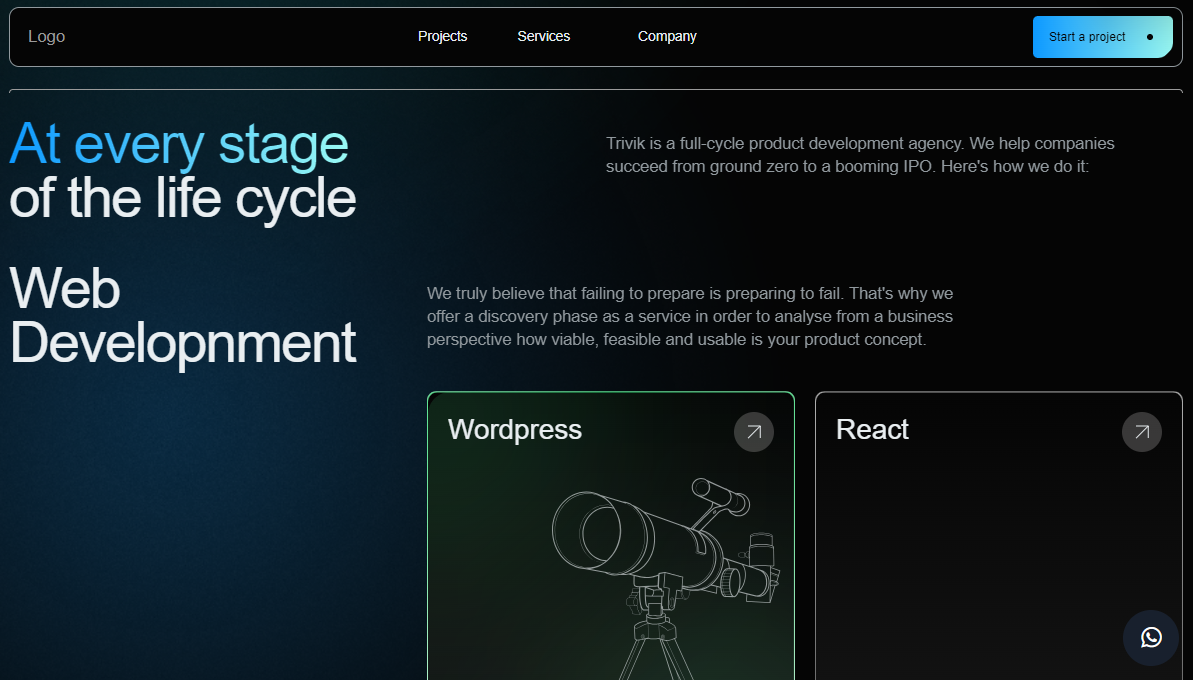 Logo
Projects
Services
Company
Start a project
At every stage
of the life cycle
Trivik is a full-cycle product development agency. We help companies
succeed from ground zero to a booming IPO. Here's how we do it:
Web
Developnment
We truly believe that failing to prepare is preparing to fail. That's why we
offer a discovery phase as a service in order to analyse from a business
perspective how viable, feasible and usable is your product concept.
Wordpress
React